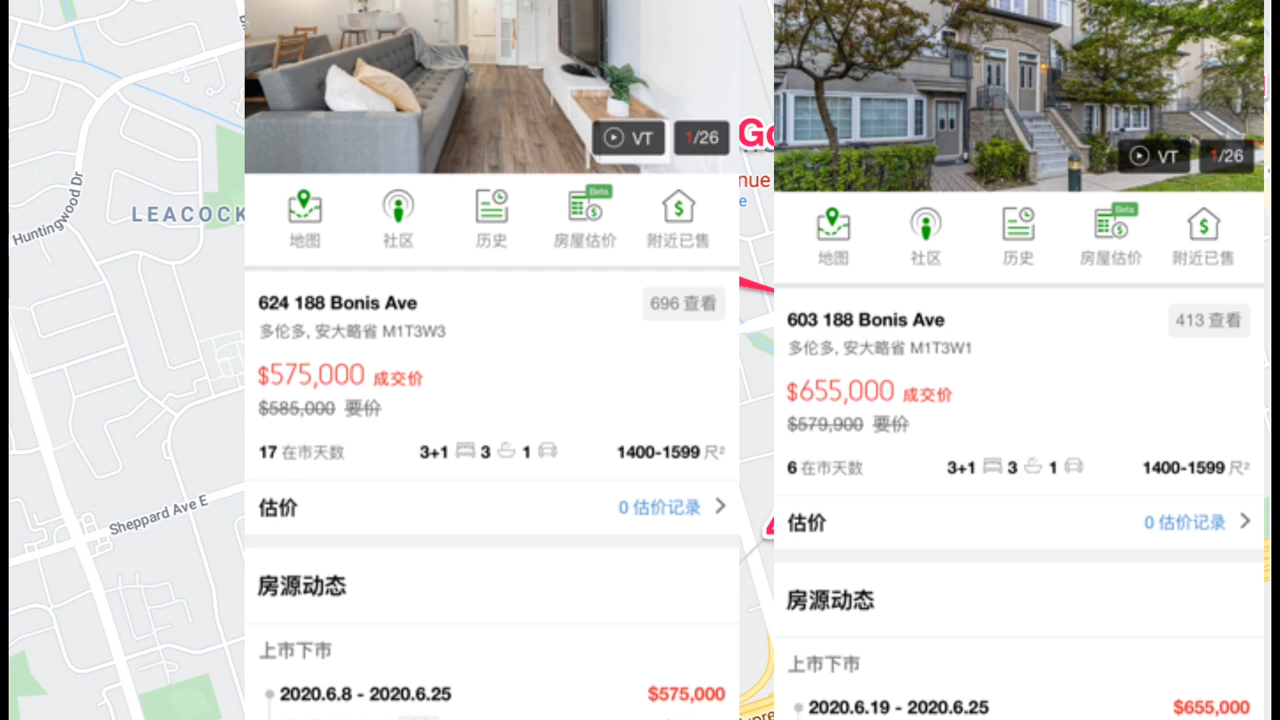 Huntingwood Dr
LEACOCK
Sheppard Ave E
VT
1/26
Beta
地图
社区
历史
房屋估价
附近已售
624 188 Bonis Ave
696 查看
多伦多, 安大略省 M1T3W3
$575,000 成交价
$585,000 要价
17 在市天数
3+1 3 1
1400-1599 尺²
估价
0 估价记录
房源动态
上市下市
2020.6.8 - 2020.6.25
$575,000
Go
nue
e
VT
1/26
Beta
地图
社区
历史
房屋估价
附近已售
603 188 Bonis Ave
413 查看
多伦多, 安大略省 M1T3W1
$655,000 成交价
$579,900 要价
6 在市天数
3+1 3 1
1400-1599 尺²
估价
0 估价记录
房源动态
上市下市
2020.6.19 - 2020.6.25
$655,000